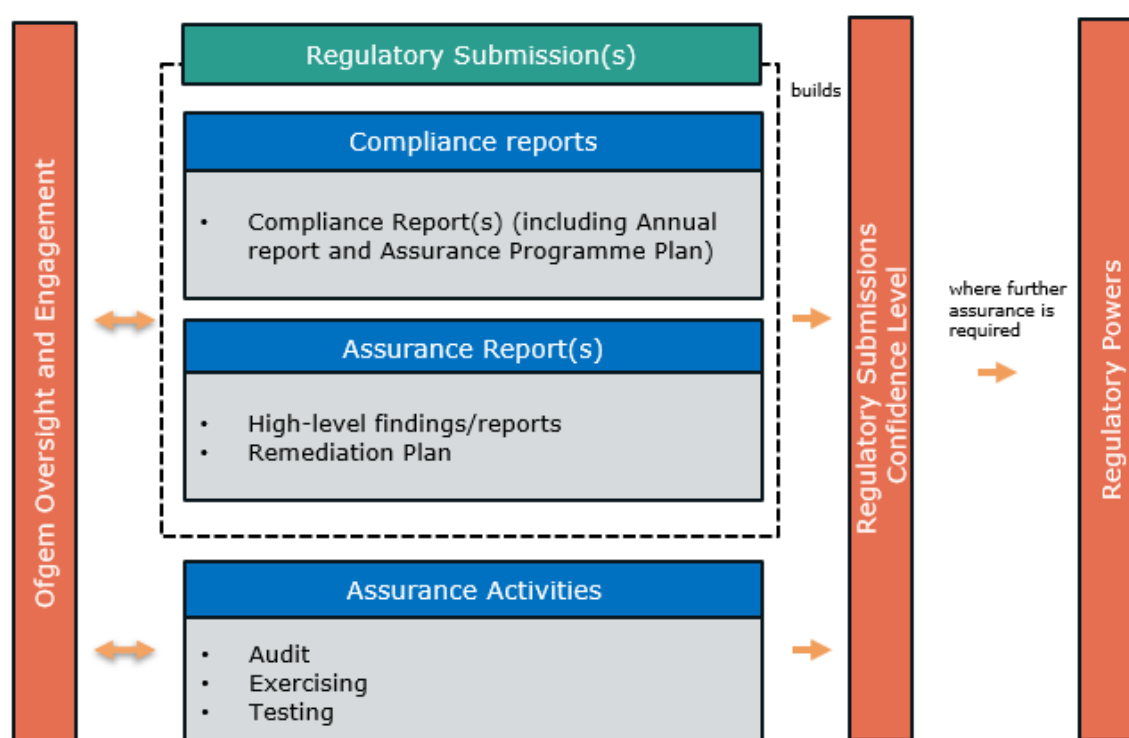 Ofgem Oversight and Engagement
Regulatory Submission(s)
Compliance reports
• Compliance Report(s) (including Annual
report and Assurance Programme Plan)
Assurance Report(s)
• High-level findings/reports
• Remediation Plan
Assurance Activities
• Audit
• Exercising
• Testing
builds
Regulatory Submissions
Confidence Level
where further
assurance is
required
Regulatory Powers